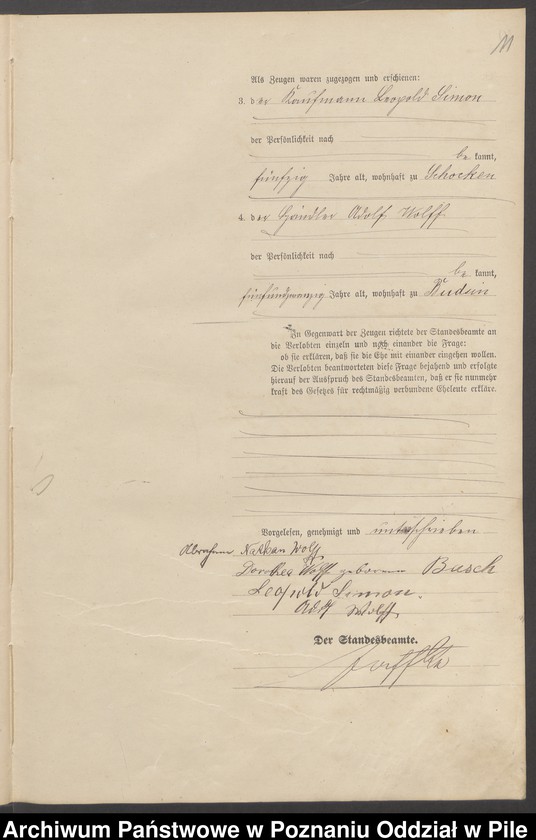 Als Zeugen waren zugezogen und erschienen:
3. der Kaufmann Leopold Simon
der Persönlichkeit nach
be kannt,
fünfzig Jahre alt, wohnhaft zu Schocken
4. der Händler Adolf Wolff
der Persönlichkeit nach
be kannt,
fünfundzwanzig Jahre alt, wohnhaft zu Budsin
In Gegenwart der Zeugen richtete der Standesbeamte an
die Verlobten einzeln und nach einander die Frage:
ob sie erklären, daß sie die Ehe mit einander eingehen wollen.
Die Verlobten beantworteten diese Frage bejahend und erfolgte
hierauf der Ausspruch des Standesbeamten, daß er sie nunmehr
kraft des Gesetzes für rechtmäßig verbundene Eheleute erkläre.
Vorgelesen, genehmigt und unterschrieben
Abraham Nathan Wolff
Dorothea Wolff geborene Busch
Leopold Simon.
Adolf Wolff.
Der Standesbeamte.
Archiwum Państwowe w Poznaniu Oddział w Pile